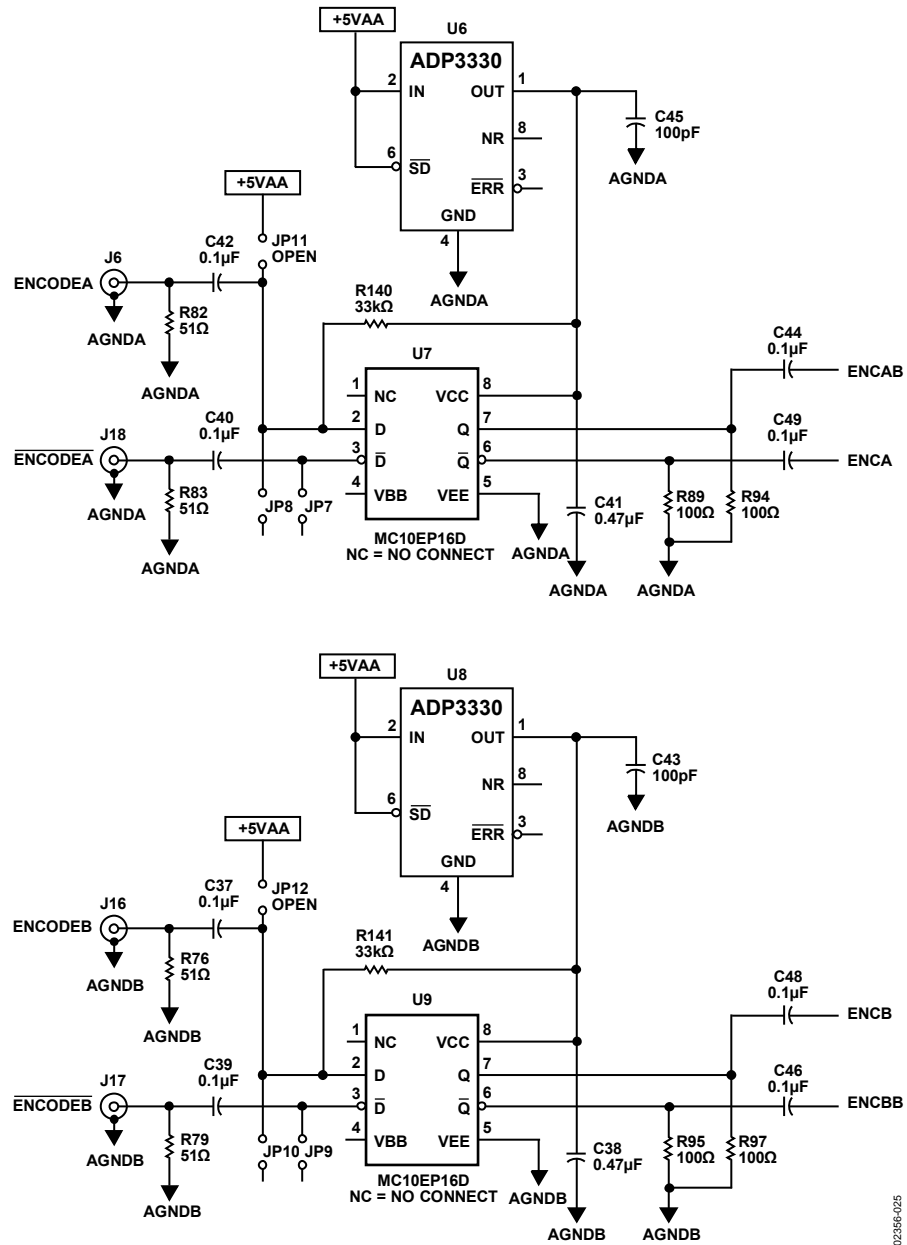 +5VAA
U6
ADP3330
2
IN
OUT
1
C45
100pF
NR
8
AGNDA
6
SD
ERR
3
GND
4
AGNDA
+5VAA
JP11
OPEN
J6
C42
0.1µF
ENCODEA
AGNDA
R82
51Ω
AGNDA
R140
33kΩ
U7
1
NC
VCC
8
2
D
Q
7
3
D
Q
6
4
VBB
VEE
5
MC10EP16D
NC = NO CONNECT
J18
C40
0.1µF
ENCODEA
AGNDA
R83
51Ω
AGNDA
JP8
JP7
AGNDA
C41
0.47µF
AGNDA
C44
0.1µF
ENCAB
C49
0.1µF
ENCA
R89
100Ω
R94
100Ω
AGNDA
+5VAA
U8
ADP3330
2
IN
OUT
1
C43
100pF
NR
8
AGNDB
6
SD
ERR
3
GND
4
AGNDB
+5VAA
JP12
OPEN
J16
C37
0.1µF
ENCODEB
AGNDB
R76
51Ω
AGNDB
R141
33kΩ
U9
1
NC
VCC
8
2
D
Q
7
3
D
Q
6
4
VBB
VEE
5
MC10EP16D
NC = NO CONNECT
J17
C39
0.1µF
ENCODEB
AGNDB
R79
51Ω
AGNDB
JP10
JP9
AGNDB
C38
0.47µF
AGNDB
C48
0.1µF
ENCB
C46
0.1µF
ENCBB
R95
100Ω
R97
100Ω
AGNDB
02356-025